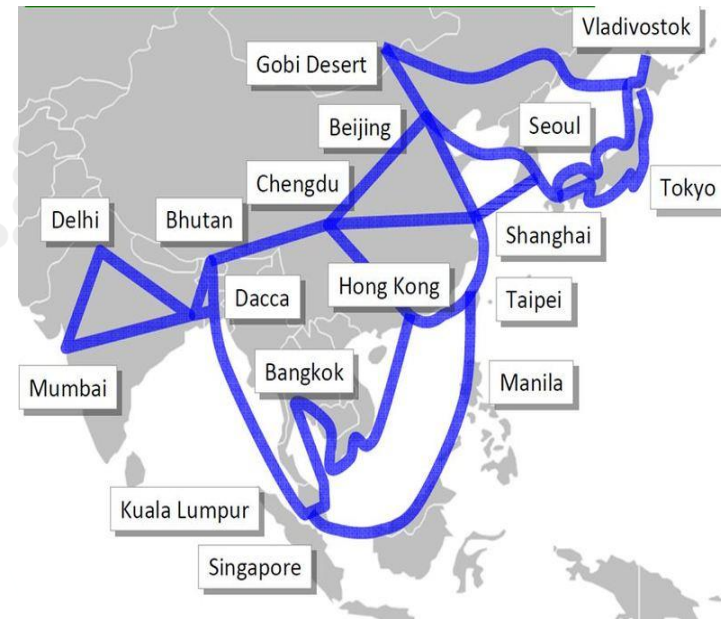 Vladivostok
Gobi Desert
Beijing
Seoul
Chengdu
Tokyo
Delhi
Bhutan
Shanghai
Dacca
Hong Kong
Taipei
Bangkok
Manila
Mumbai
Kuala Lumpur
Singapore